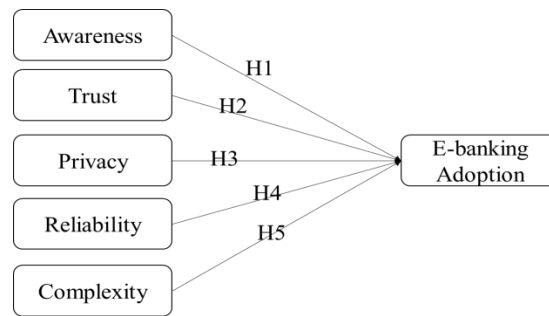 Awareness
H1
Trust
H2
Privacy
H3
E-banking
Adoption
Reliability
H4
Complexity
H5